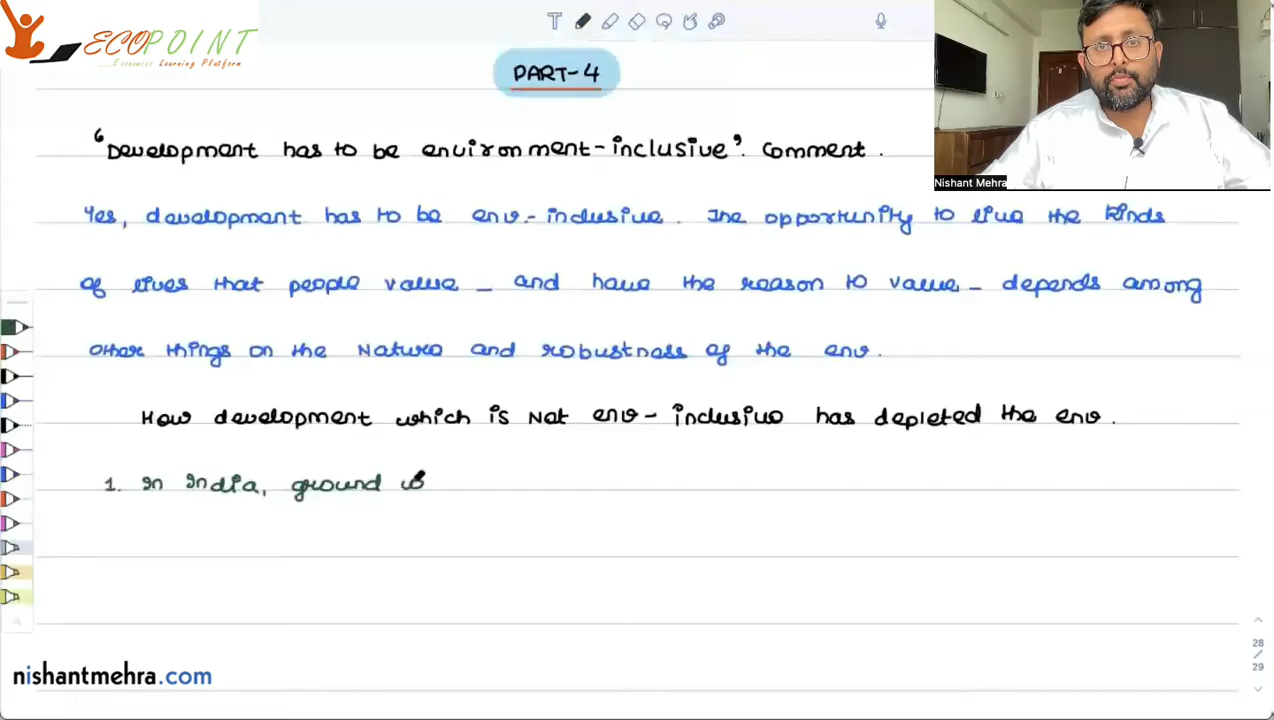 ECOPOINT
.....Economics Learning Platform
PART-4
"Development has to be environment-inclusive". Comment.
Nishant Mehra
Yes, development has to be env.-inclusive. The opportunity to live the kinds
of lives that people value - and have the reason to value - depends among
other things on the Nature and robustness of the env.
How development which is Not env-inclusive has depleted the env.
1. In India, ground w
28
/
29
nishantmehra.com